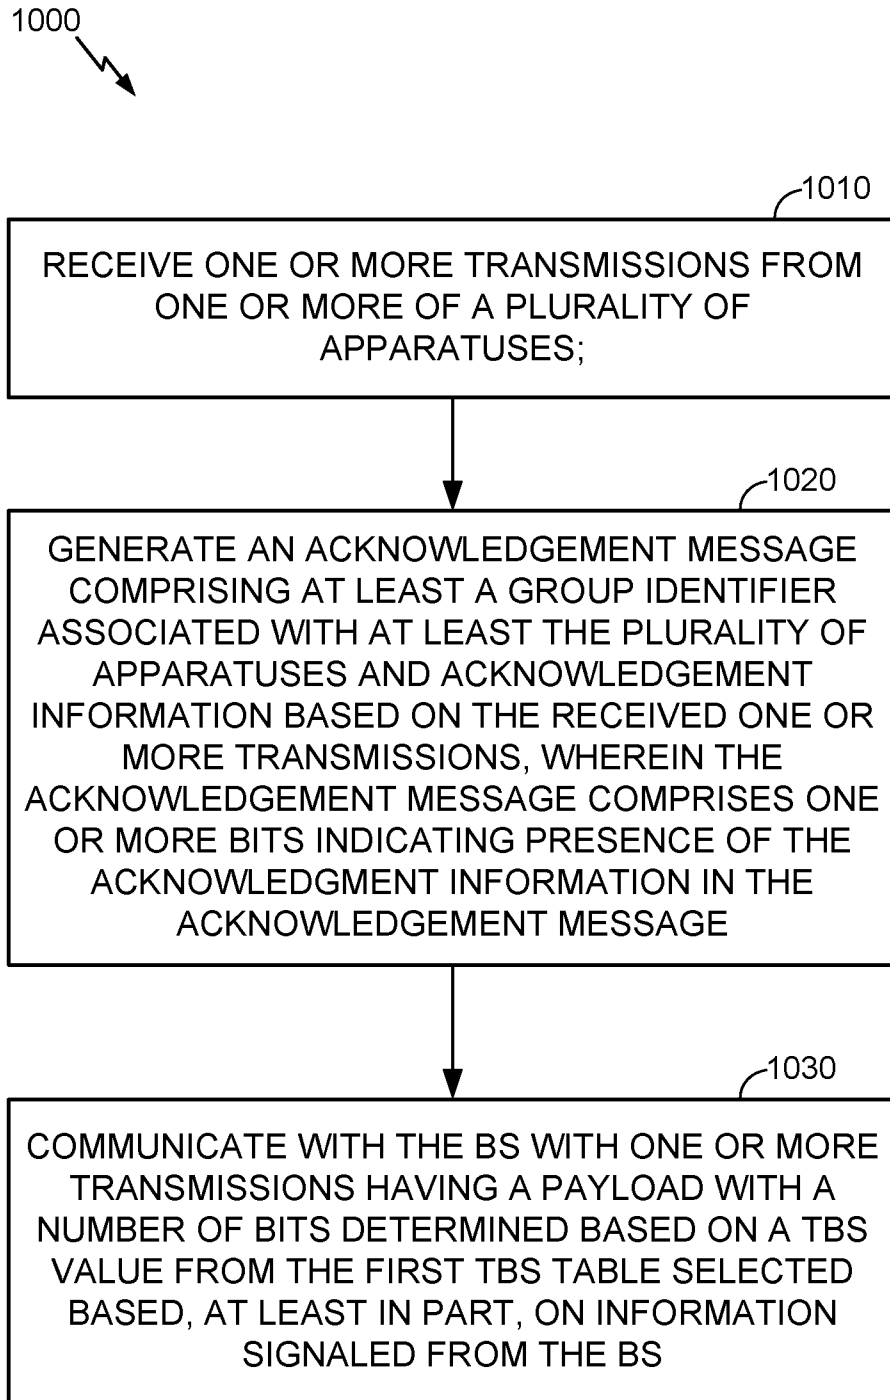 1000
1010
RECEIVE ONE OR MORE TRANSMISSIONS FROM
ONE OR MORE OF A PLURALITY OF
APPARATUSES;
1020
GENERATE AN ACKNOWLEDGEMENT MESSAGE
COMPRISING AT LEAST A GROUP IDENTIFIER
ASSOCIATED WITH AT LEAST THE PLURALITY OF
APPARATUSES AND ACKNOWLEDGEMENT
INFORMATION BASED ON THE RECEIVED ONE OR
MORE TRANSMISSIONS, WHEREIN THE
ACKNOWLEDGEMENT MESSAGE COMPRISES ONE
OR MORE BITS INDICATING PRESENCE OF THE
ACKNOWLEDGMENT INFORMATION IN THE
ACKNOWLEDGEMENT MESSAGE
1030
COMMUNICATE WITH THE BS WITH ONE OR MORE
TRANSMISSIONS HAVING A PAYLOAD WITH A
NUMBER OF BITS DETERMINED BASED ON A TBS
VALUE FROM THE FIRST TBS TABLE SELECTED
BASED, AT LEAST IN PART, ON INFORMATION
SIGNALED FROM THE BS